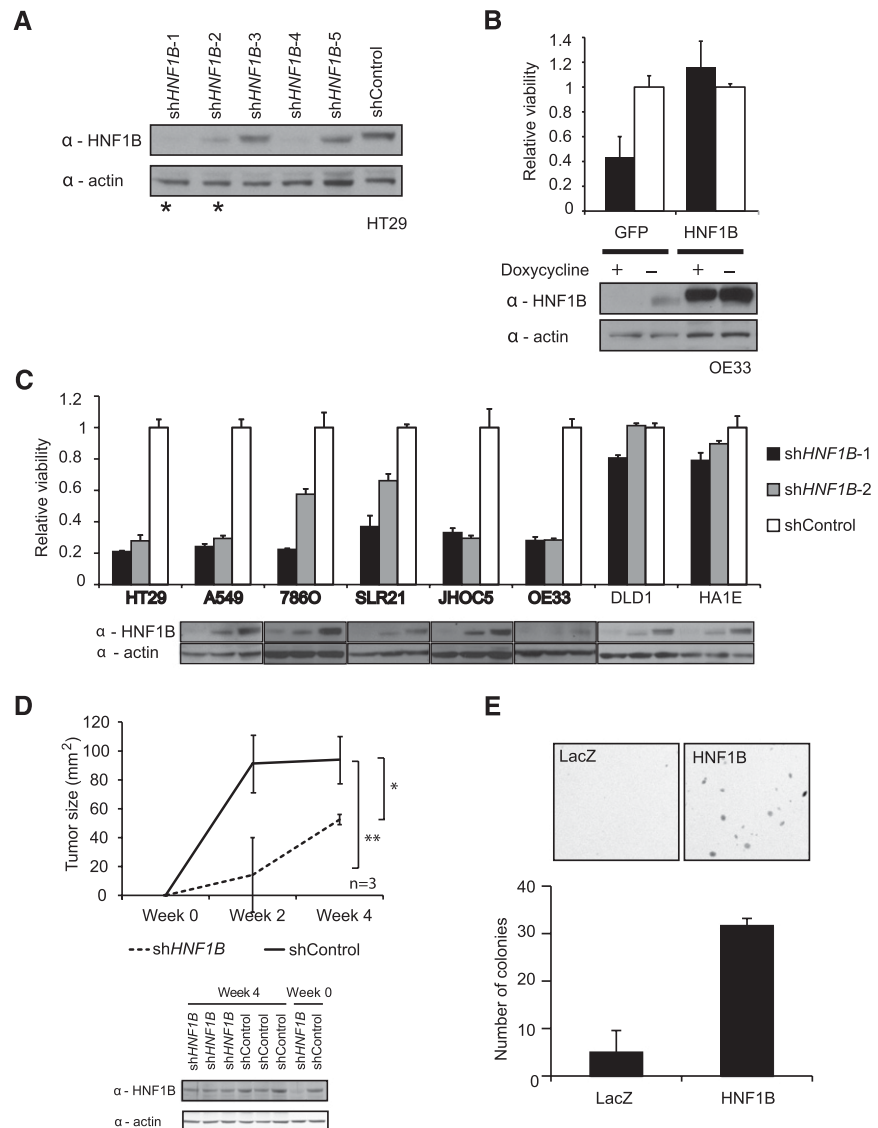 A
shHNF1B-1
shHNF1B-2
shHNF1B-3
shHNF1B-4
shHNF1B-5
shControl
α - HNF1B
α - actin
* *
HT29
B
Relative viability
1.4
1.2
1
0.8
0.6
0.4
0.2
0
GFP HNF1B
Doxycycline + – + –
α - HNF1B
α - actin
OE33
C
Relative viability
1.2
1
0.8
0.6
0.4
0.2
0
HT29 A549 786O SLR21 JHOC5 OE33 DLD1 HA1E
shHNF1B-1
shHNF1B-2
shControl
α - HNF1B
α - actin
D
Tumor size (mm²)
120
100
80
60
40
20
0
*
**
n=3
Week 0 Week 2 Week 4
shHNF1B shControl
Week 4 Week 0
shHNF1B
shHNF1B
shHNF1B
shControl
shControl
shControl
shHNF1B
shControl
α - HNF1B
α - actin
E
LacZ HNF1B
Number of colonies
40
30
20
10
0
LacZ HNF1B